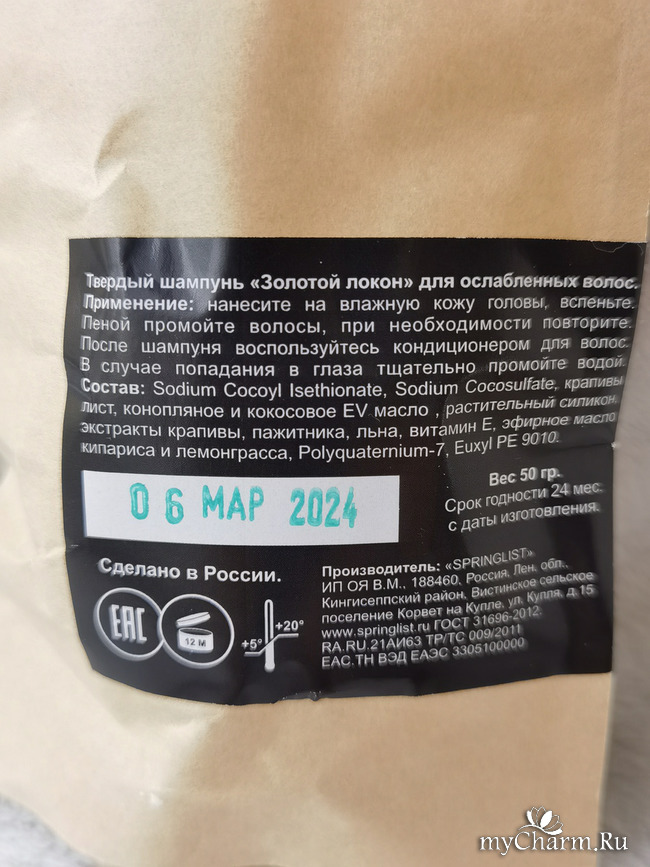 Твердый шампунь «Золотой локон» для ослабленных волос.
Применение: нанесите на влажную кожу головы, вспеньте.
Пеной промойте волосы, при необходимости повторите.
После шампуня воспользуйтесь кондиционером для волос.
В случае попадания в глаза тщательно промойте водой.
Состав: Sodium Cocoyl Isethionate, Sodium Cocosulfate, крапивы
лист, конопляное и кокосовое EV масло , растительный силикон,
экстракты крапивы, пажитника, льна, витамин Е, эфирное масло
кипариса и лемонграсса, Polyquaternium-7, Euxyl PE 9010.
06 МАР 2024
Вес 50 гр.
Срок годности 24 мес.
с даты изготовления.
Сделано в России.
EAC
12 M
+5°
+20°
Производитель: «SPRINGLIST».
ИП ОЯ В.М., 188460, Россия, Лен. обл.,
Кингисеппский район, Вистинское сельское
поселение Корвет на Купле, ул. Купля, д.15
www.springlist.ru ГОСТ 31696-2012
RA.RU.21АИ63 ТР/ТС 009/2011
ЕАС.ТН ВЭД ЕАЭС 3305100000
myCharm.Ru